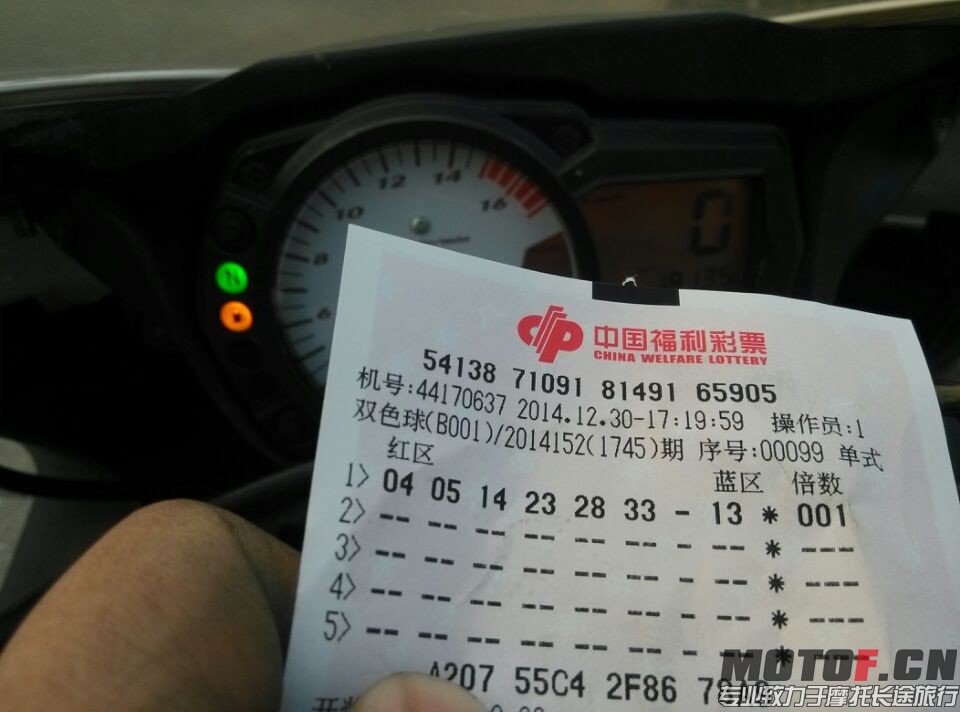 12 14
10 16
8
6
0
中国福利彩票
CHINA WELFARE LOTTERY
54138 71091 81491 65905
机号:44170637 2014.12.30-17:19:59 操作员:1
双色球(B001)/2014152(1745)期 序号:00099 单式
红区 蓝区 倍数
1> 04 05 14 23 28 33 - 13 * 001
2> -- -- -- -- -- -- - -- * ---
3> -- -- -- -- -- -- - -- * ---
4> -- -- -- -- -- -- - -- * ---
5> -- -- -- -- -- -- - -- * ---
A207 55C4 2F86
MOTOF.CN
专业致力于摩托长途旅行